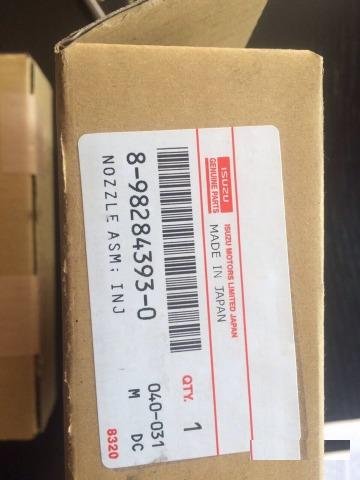 ISUZU
GENUINE PARTS
ISUZU MOTORS LIMITED JAPAN
MADE IN JAPAN
8-98284393-0
NOZZLE ASM; INJ
QTY.
1
040-031
M DC
8320